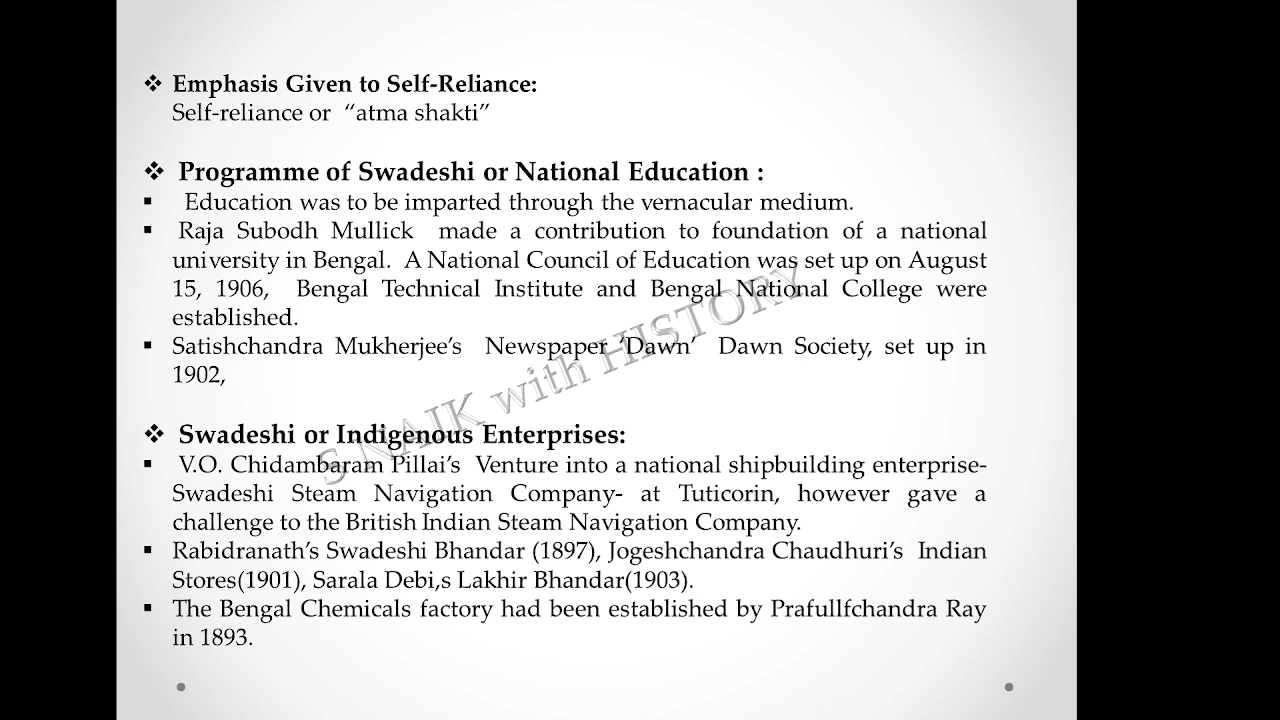 ❖ Emphasis Given to Self-Reliance:
Self-reliance or “atma shakti”
❖ Programme of Swadeshi or National Education :
▪ Education was to be imparted through the vernacular medium.
▪ Raja Subodh Mullick made a contribution to foundation of a national
university in Bengal. A National Council of Education was set up on August
15, 1906, Bengal Technical Institute and Bengal National College were
established.
▪ Satishchandra Mukherjee’s Newspaper ‘Dawn’ Dawn Society, set up in
1902,
❖ Swadeshi or Indigenous Enterprises:
▪ V.O. Chidambaram Pillai’s Venture into a national shipbuilding enterprise-
Swadeshi Steam Navigation Company- at Tuticorin, however gave a
challenge to the British Indian Steam Navigation Company.
▪ Rabidranath’s Swadeshi Bhandar (1897), Jogeshchandra Chaudhuri’s Indian
Stores(1901), Sarala Debi,s Lakhir Bhandar(1903).
▪ The Bengal Chemicals factory had been established by Prafullfchandra Ray
in 1893.
S NAIK with HISTORY